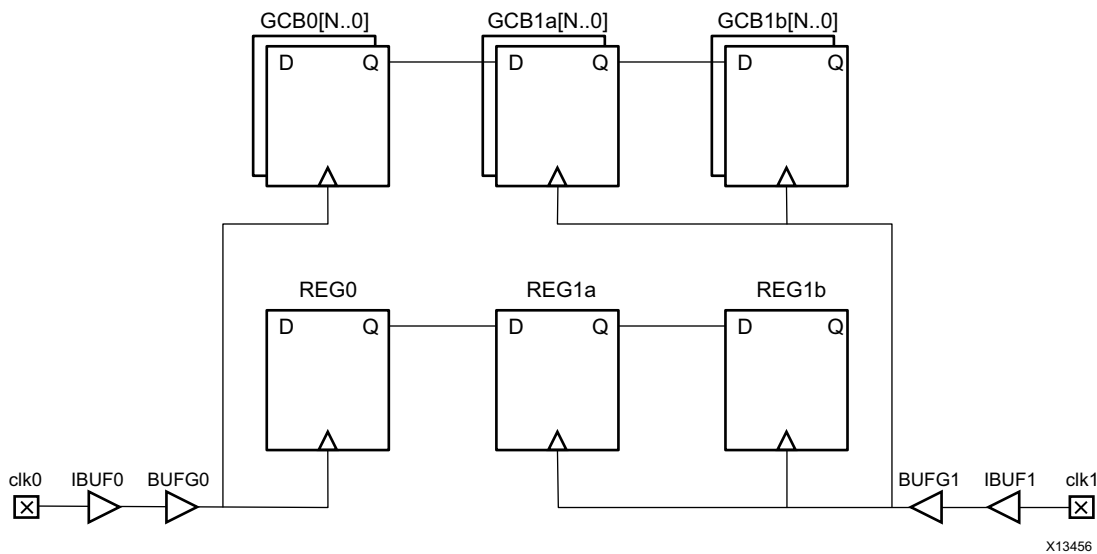 GCB0[N..0] GCB1a[N..0] GCB1b[N..0]
D Q D Q D Q
REG0 REG1a REG1b
D Q D Q D Q
clk0 IBUF0 BUFG0 BUFG1 IBUF1 clk1
X13456